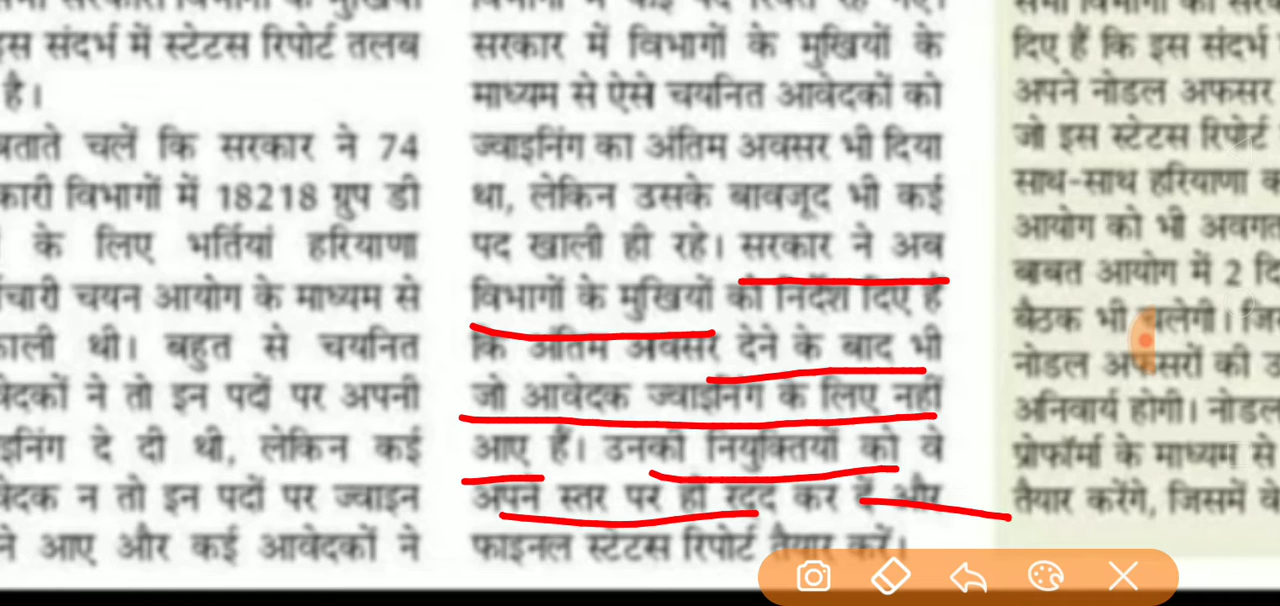 इस संदर्भ में स्टेटस रिपोर्ट तलब
है।
बताते चलें कि सरकार ने 74
विभागों में 18218 ग्रुप डी
के लिए भर्तियां हरियाणा
चयन आयोग के माध्यम से
थी। बहुत से चयनित
ने तो इन पदों पर अपनी
दे दी थी, लेकिन कई
न तो इन पदों पर ज्वाइन
आए और कई आवेदकों ने
सरकार में विभागों के मुखियों के
माध्यम से ऐसे चयनित आवेदकों को
ज्वाइनिंग का अंतिम अवसर भी दिया
था, लेकिन उसके बावजूद भी कई
पद खाली ही रहे। सरकार ने अब
विभागों के मुखियों को निर्देश दिए हैं
कि अंतिम अवसर देने के बाद भी
जो आवेदक ज्वाइनिंग के लिए नहीं
आए हैं। उनकी नियुक्तियों को वे
अपने स्तर पर ही रद्द कर दें और
फाइनल स्टेटस रिपोर्ट तैयार करें।
दिए हैं कि इस संदर्भ
अपने नोडल अफसर
जो इस स्टेटस रिपोर्ट
साथ-साथ हरियाणा
आयोग को भी अवगत
बाबत आयोग में 2
बैठक भी चलेगी।
नोडल अफसरों की
अनिवार्य होगी। नोडल
प्रोफॉर्मा के माध्यम से
तैयार करेंगे, जिसमें